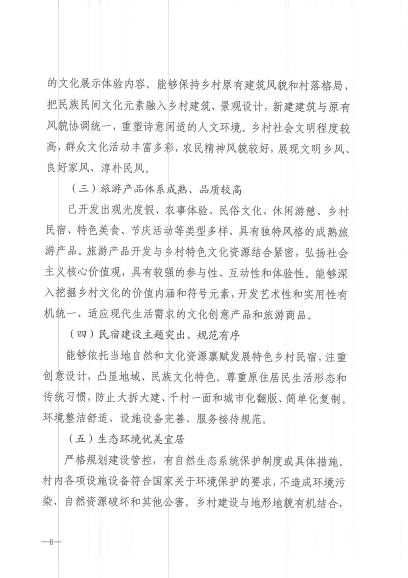 的文化展示体验内容。能够保持乡村原有建筑风貌和村落格局，
把民族民间文化元素融入乡村建筑、景观设计，新建建筑与原有
风貌协调统一，重塑诗意闲适的人文环境。乡村社会文明程度较
高，群众文化活动丰富多彩，农民精神风貌较好，展现文明乡风、
良好家风、淳朴民风。
（三）旅游产品体系成熟、品质较高
已开发出观光度假、农事体验、民俗文化、休闲游憩、乡村
民宿、特色美食、节庆活动等类型多样、具有独特风格的成熟旅
游产品。旅游产品开发与乡村特色文化资源结合紧密，弘扬社会
主义核心价值观，具有较强的参与性、互动性和体验性。能够深
入挖掘乡村文化的价值内涵和符号元素，开发艺术性和实用性有
机统一、适应现代生活需求的文化创意产品和旅游商品。
（四）民宿建设主题突出、规范有序
能够依托当地自然和文化资源禀赋发展特色乡村民宿，注重
创意设计，凸显地域、民族文化特色。尊重原住居民生活形态和
传统习惯，防止大拆大建、千村一面和城市化翻版、简单化复制。
环境整洁舒适、设施设备完善、服务接待规范。
（五）生态环境优美宜居
严格规划建设管控，有自然生态系统保护制度或具体措施。
村内各项设施设备符合国家关于环境保护的要求，不造成环境污
染、自然资源破坏和其他公害。乡村建设与地形地貌有机结合，
—6—